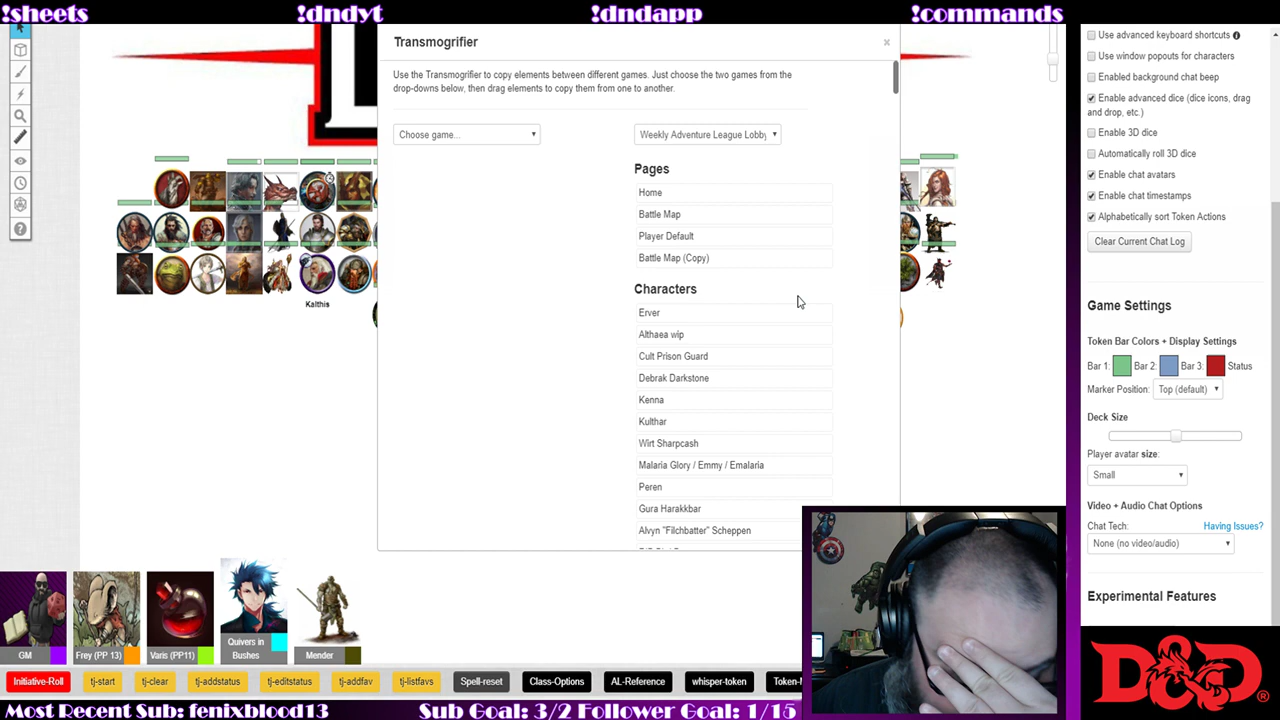 !sheets
!dndyt
!dndapp
!commands
Transmogrifier
×
Use the Transmogrifier to copy elements between different games. Just choose the two games from the
drop-downs below, then drag elements to copy them from one to another.
Choose game...
Weekly Adventure League Lobby
Pages
Home
Battle Map
Player Default
Battle Map (Copy)
Characters
Erver
Althaea wip
Cult Prison Guard
Debrak Darkstone
Kenna
Kulthar
Wirt Sharpcash
Malaria Glory / Emmy / Emalaria
Peren
Gura Harakkbar
Alvyn "Filchbatter" Scheppen
Kalthis
Use advanced keyboard shortcuts
Use window popouts for characters
Enabled background chat beep
Enable advanced dice (dice icons, drag
and drop, etc.)
Enable 3D dice
Automatically roll 3D dice
Enable chat avatars
Enable chat timestamps
Alphabetically sort Token Actions
Clear Current Chat Log
Game Settings
Token Bar Colors + Display Settings
Bar 1: Bar 2: Bar 3: Status
Marker Position: Top (default)
Deck Size
Player avatar size:
Small
Video + Audio Chat Options
Chat Tech: Having Issues?
None (no video/audio)
Experimental Features
GM
Frey (PP 13)
Varis (PP11)
Quivers in
Bushes
Mender
Initiative-Roll
tj-start
tj-clear
tj-addstatus
tj-editstatus
tj-addfav
tj-listfavs
Spell-reset
Class-Options
AL-Reference
whisper-token
D&D
Most Recent Sub: fenixblood13
Sub Goal: 3/2 Follower Goal: 1/15